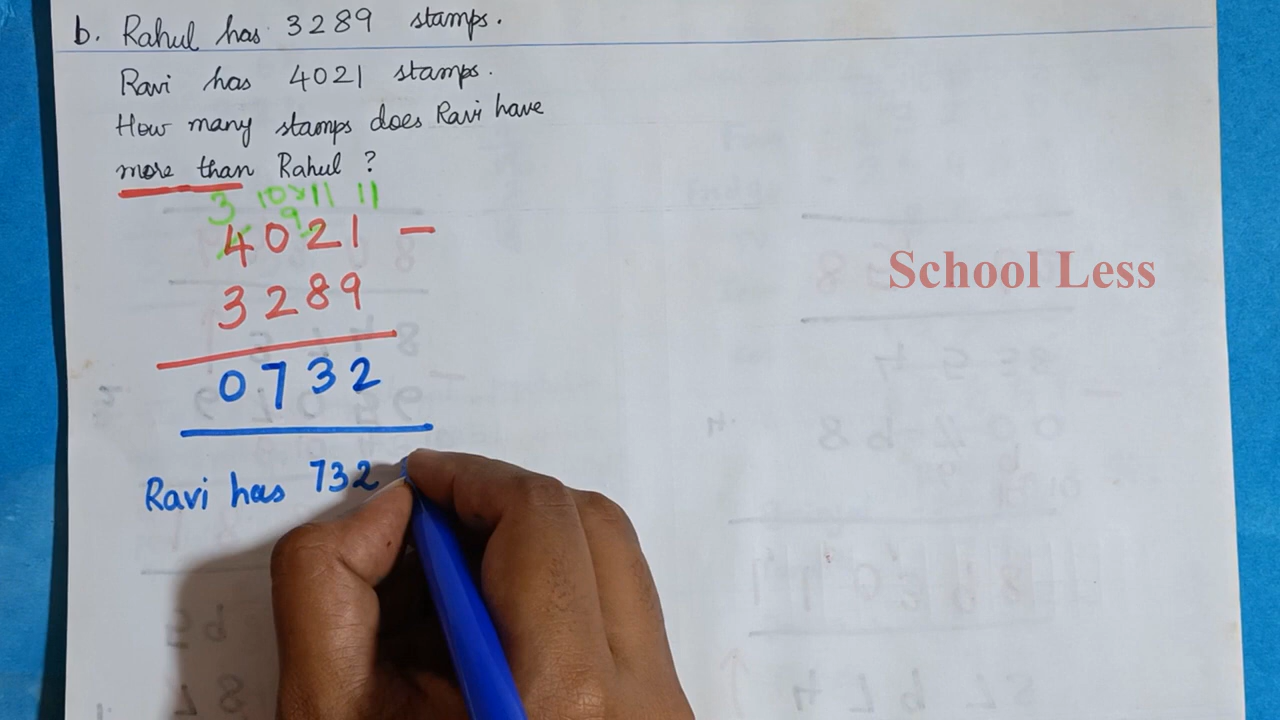 b. Rahul has 3289 stamps.
Ravi has 4021 stamps.
How many stamps does Ravi have
more than Rahul ?
3 10 11 11
9
4021 -
3289
0732
Ravi has 732
School Less